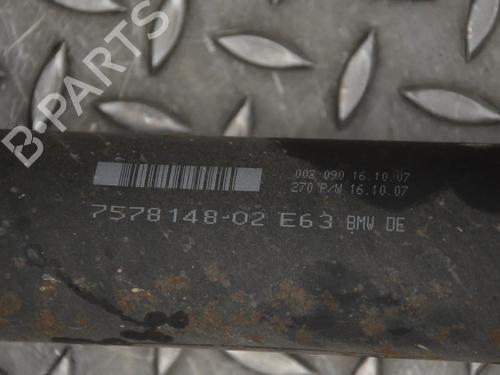 B-PARTS
002 090 16.10.07
270 P/W 16.10.07
7578148-02 E63 BMW DE